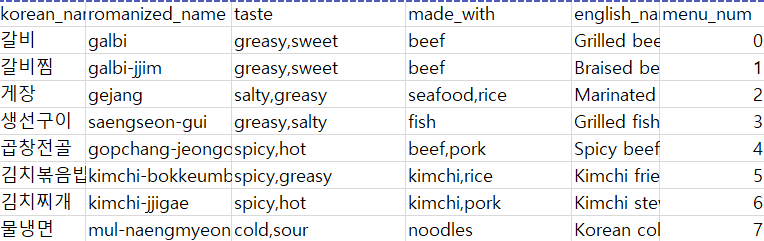 korean_na romanized_name taste made_with english_na menu_num
갈비 galbi greasy,sweet beef Grilled bee 0
갈비찜 galbi-jjim greasy,sweet beef Braised be 1
게장 gejang salty,greasy seafood,rice Marinated 2
생선구이 saengseon-gui greasy,salty fish Grilled fish 3
곱창전골 gopchang-jeongo spicy,hot beef,pork Spicy beef 4
김치볶음밥 kimchi-bokkeumb spicy,greasy kimchi,rice Kimchi frie 5
김치찌개 kimchi-jjigae spicy,hot kimchi,pork Kimchi ste 6
물냉면 mul-naengmyeon cold,sour noodles Korean col 7